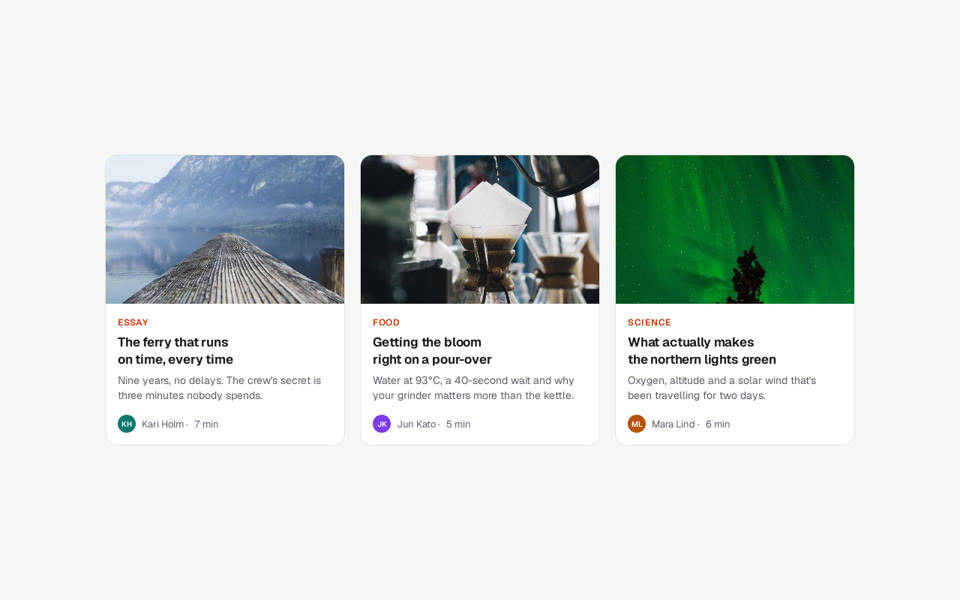 ESSAY
The ferry that runs
on time, every time
Nine years, no delays. The crew's secret is
three minutes nobody spends.
KH Kari Holm · 7 min
FOOD
Getting the bloom
right on a pour-over
Water at 93°C, a 40-second wait and why
your grinder matters more than the kettle.
JK Jun Kato · 5 min
SCIENCE
What actually makes
the northern lights green
Oxygen, altitude and a solar wind that's
been travelling for two days.
ML Mara Lind · 6 min